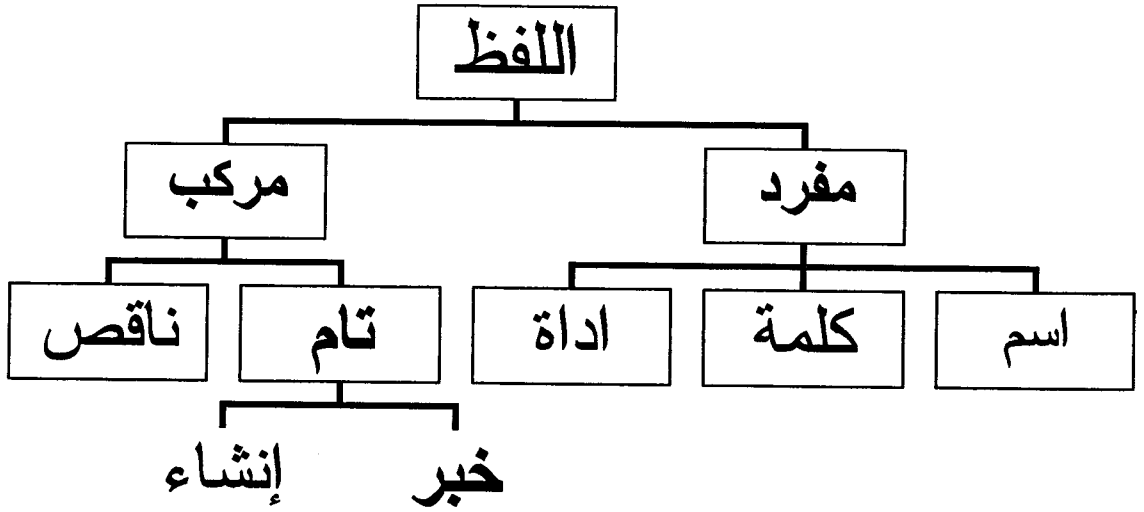 اللفظ
مفرد
مركب
اسم
كلمة
اداة
تام
ناقص
خبر
إنشاء